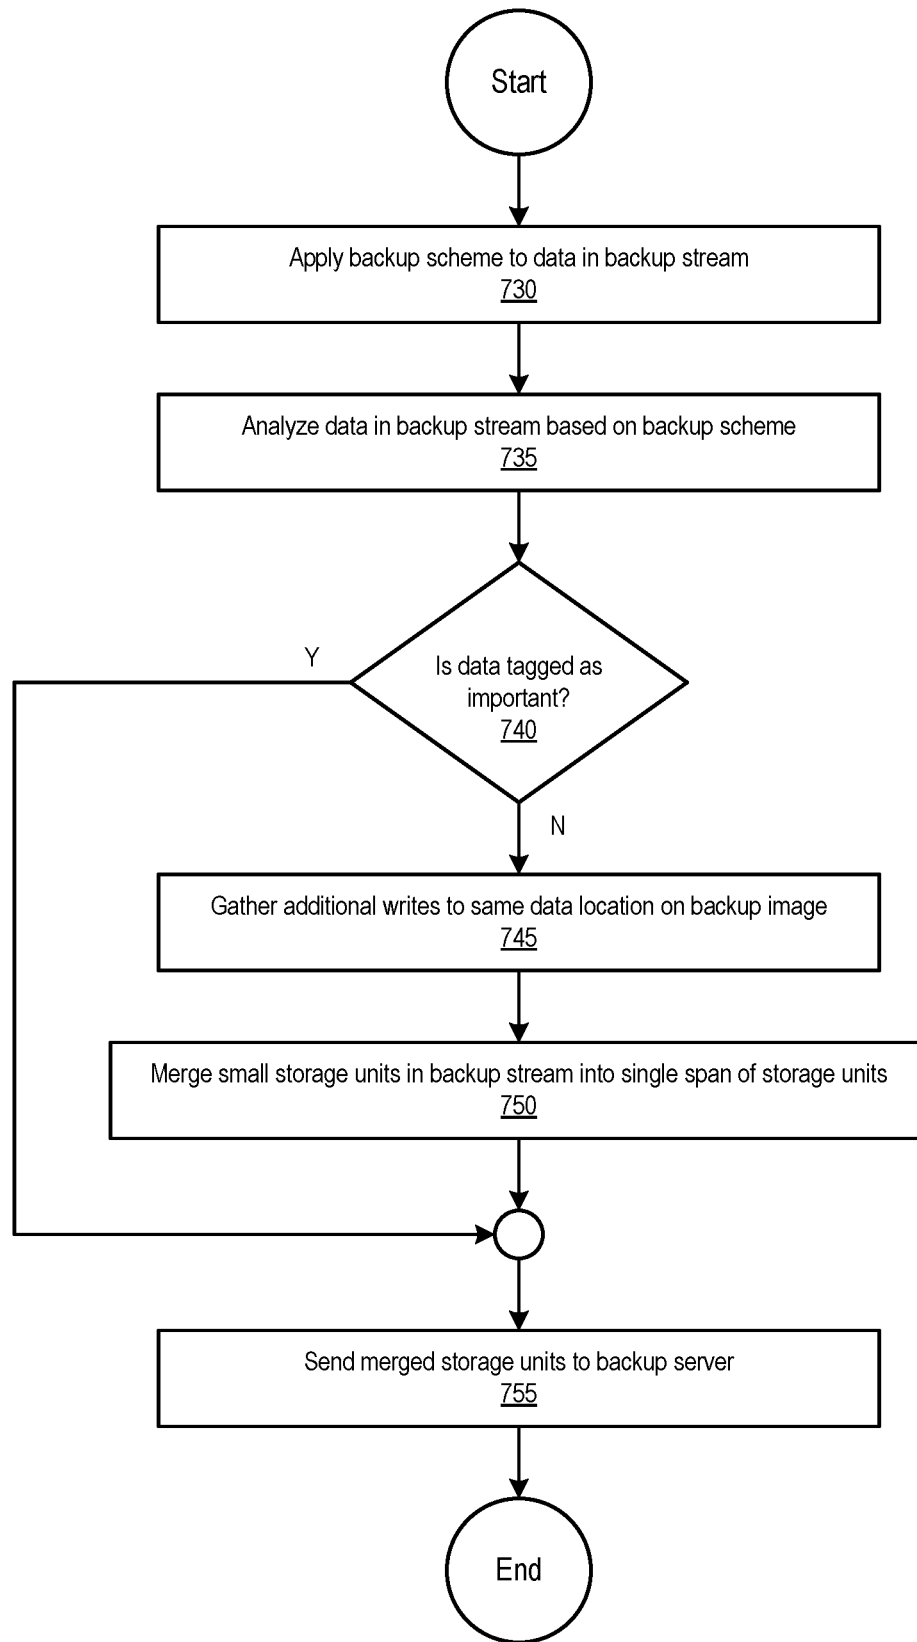 Start
Apply backup scheme to data in backup stream
730
Analyze data in backup stream based on backup scheme
735
Y
Is data tagged as
important?
740
N
Gather additional writes to same data location on backup image
745
Merge small storage units in backup stream into single span of storage units
750
Send merged storage units to backup server
755
End